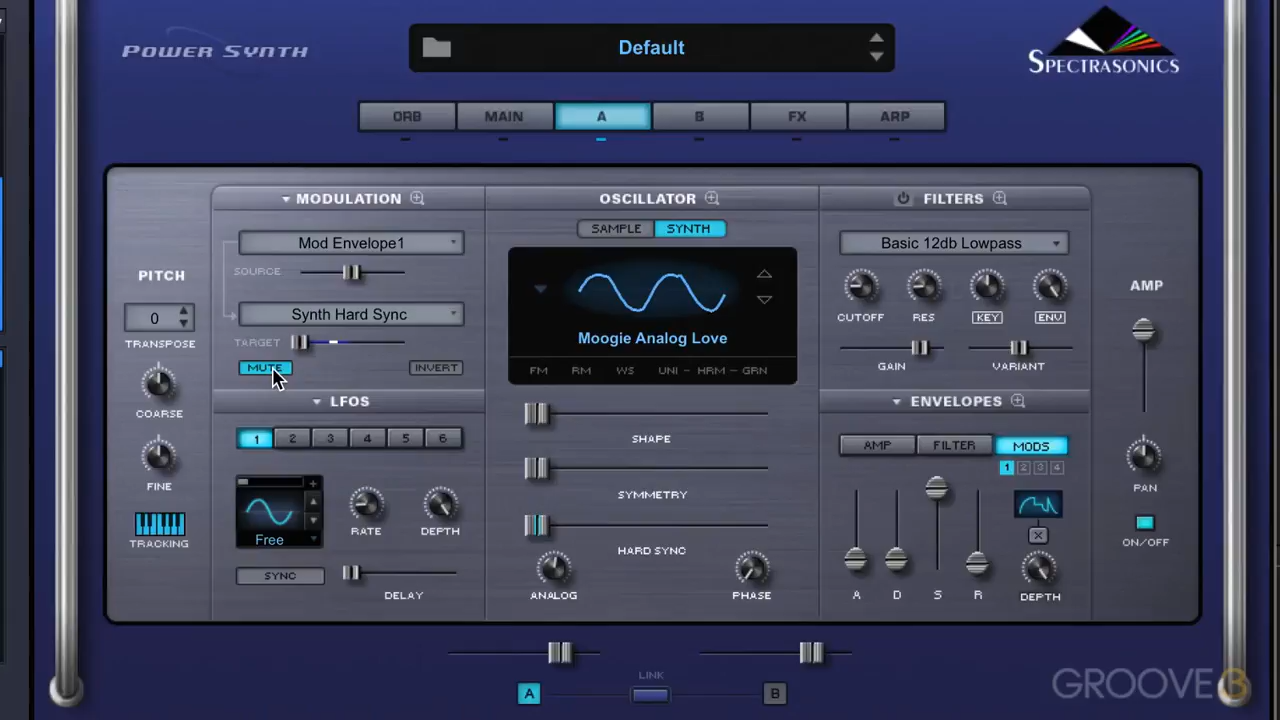 POWER SYNTH
Default
SPECTRASONICS
ORB
MAIN
A
B
FX
ARP
PITCH
0
TRANSPOSE
COARSE
FINE
TRACKING
MODULATION
Mod Envelope1
SOURCE
Synth Hard Sync
TARGET
MUTE
INVERT
LFOS
1 2 3 4 5 6
Free
RATE
DEPTH
SYNC
DELAY
OSCILLATOR
SAMPLE
SYNTH
Moogie Analog Love
FM RM WS UNI - HRM - GRN
SHAPE
SYMMETRY
HARD SYNC
ANALOG
PHASE
FILTERS
Basic 12db Lowpass
CUTOFF
RES
KEY
ENV
GAIN
VARIANT
ENVELOPES
AMP
FILTER
MODS
1 2 3 4
A D S R
DEPTH
AMP
PAN
ON/OFF
LINK
A
B
GROOVE B